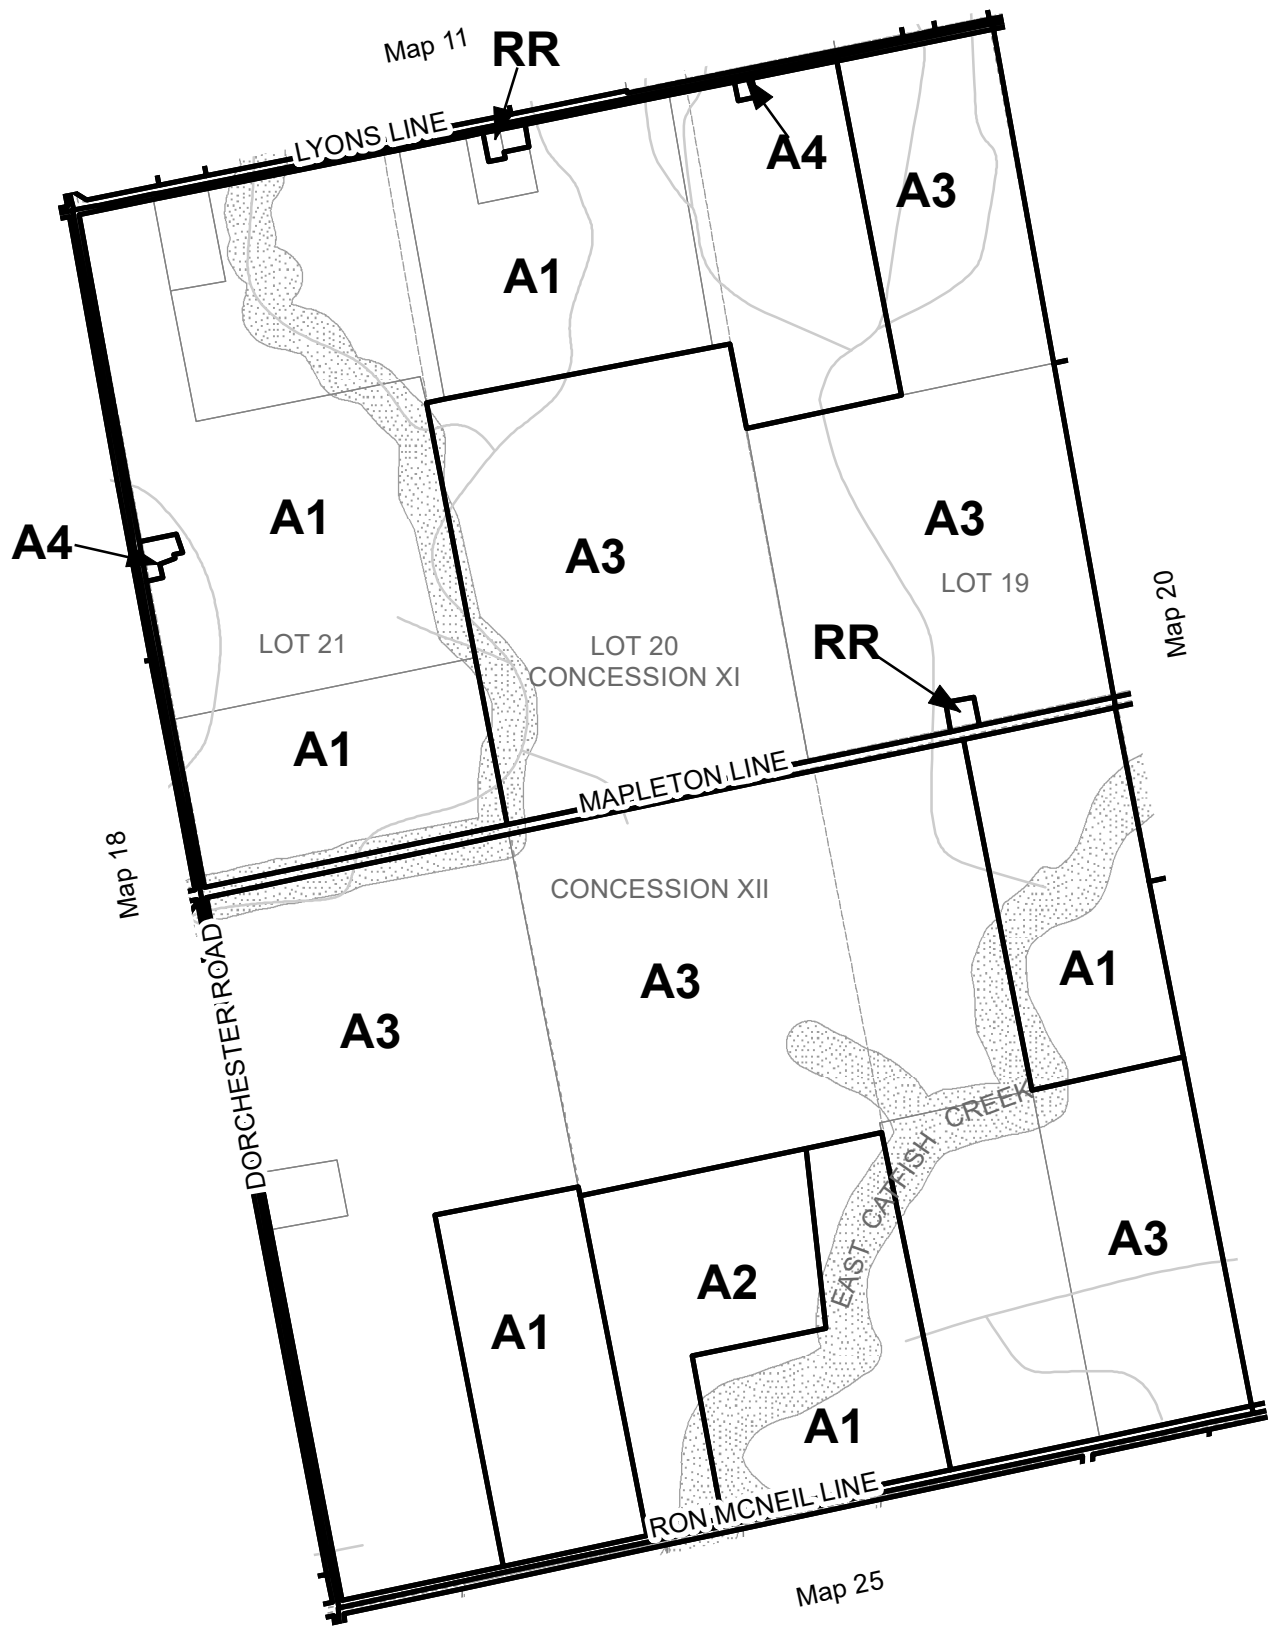 Map 11
RR
LYONS LINE
A4
A3
A1
A1
A4
A3
A3
LOT 19
Map 20
LOT 21
LOT 20
CONCESSION XI
RR
A1
MAPLETON LINE
Map 18
CONCESSION XII
A3
A1
A3
DORCHESTER ROAD
EAST CATFISH CREEK
A3
A2
A1
A1
RON MCNEIL LINE
Map 25